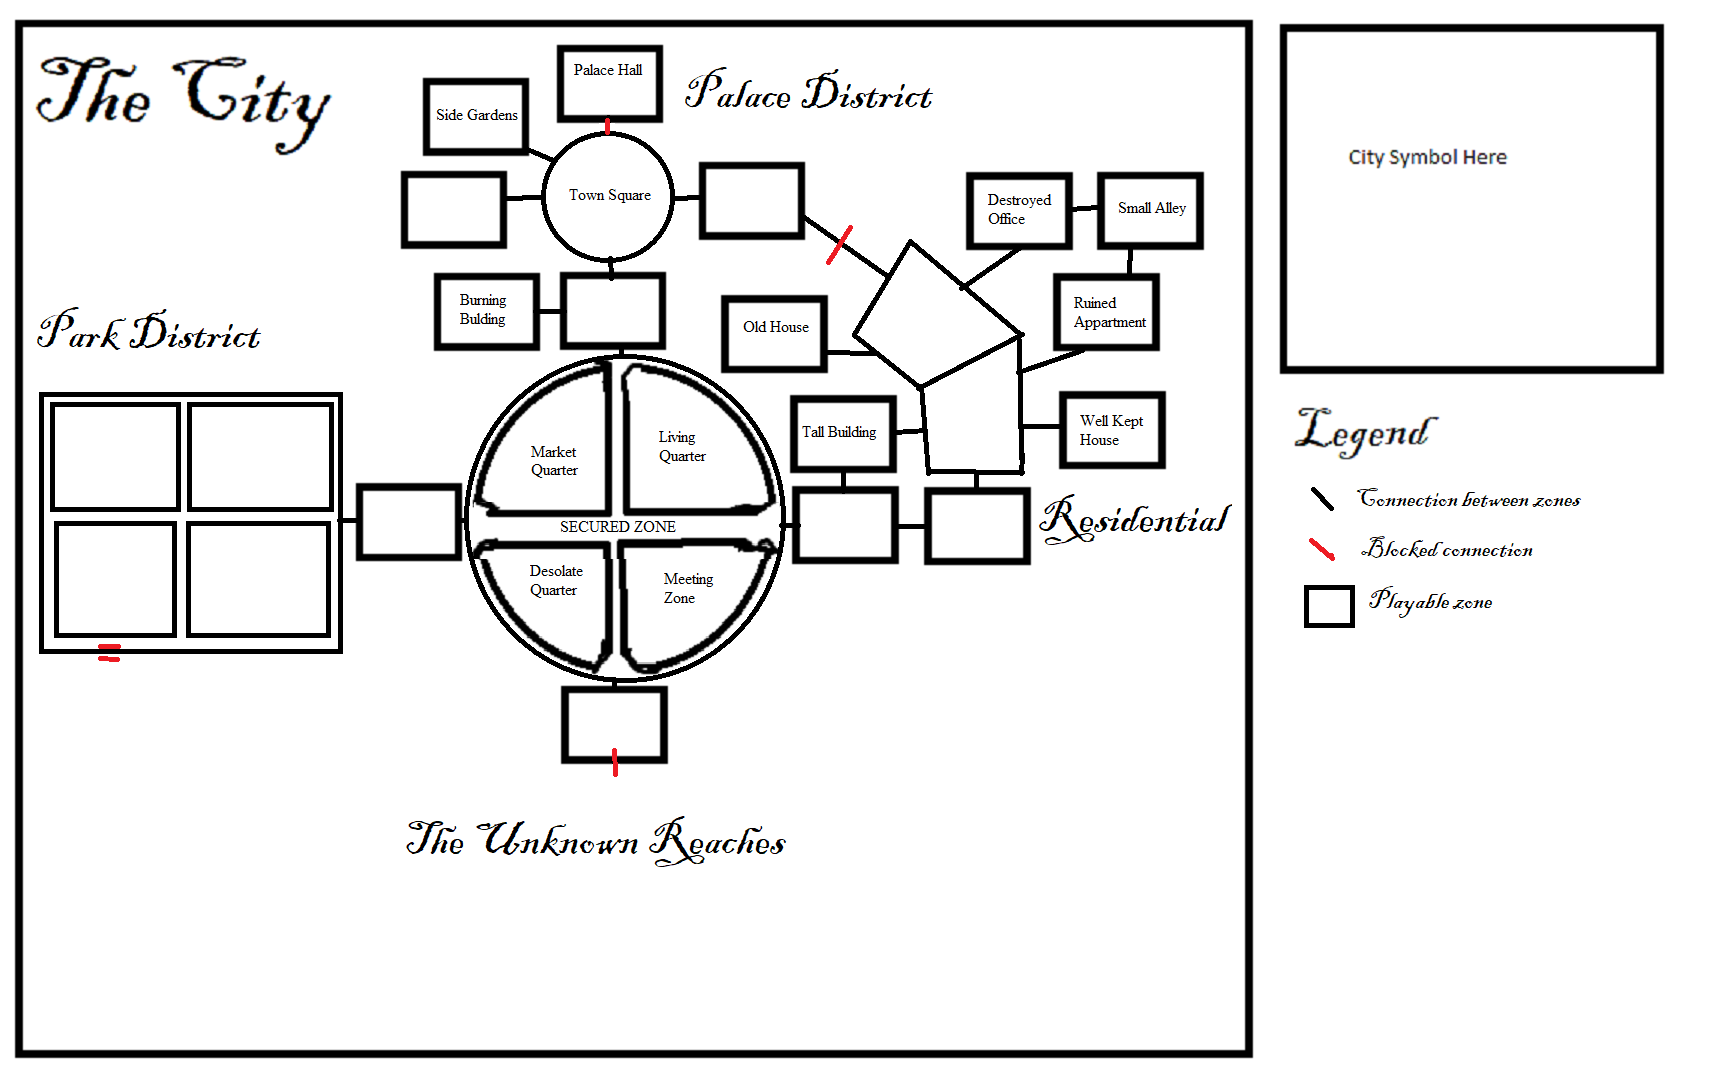 The City
Palace Hall
Palace District
Side Gardens
Town Square
Destroyed
Office
Small Alley
Burning
Bulding
Old House
Ruined
Appartment
Park District
Tall Building
Well Kept
House
Market
Quarter
Living
Quarter
SECURED ZONE
Residential
Desolate
Quarter
Meeting
Zone
The Unknown Reaches
City Symbol Here
Legend
Connection between zones
Blocked connection
Playable zone